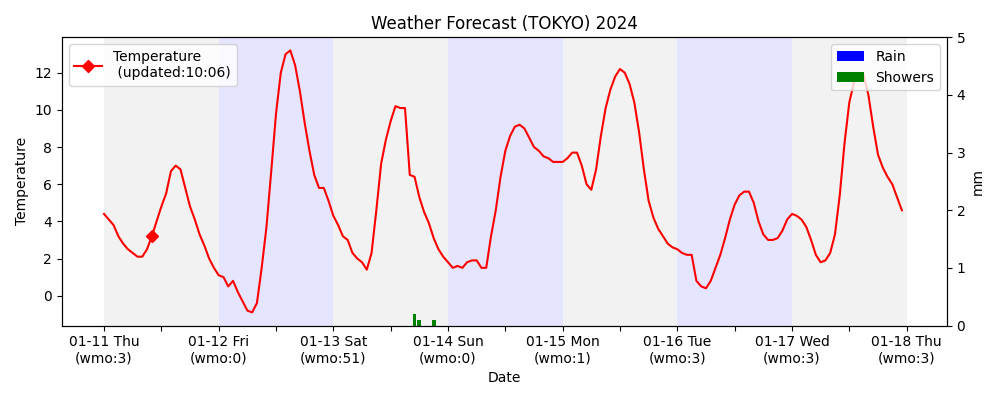 Weather Forecast (TOKYO) 2024
Temperature
(updated:10:06)
Rain
Showers
12
10
8
6
4
2
0
Temperature
5
4
3
2
1
0
mm
01-11 Thu
(wmo:3)
01-12 Fri
(wmo:0)
01-13 Sat
(wmo:51)
01-14 Sun
(wmo:0)
01-15 Mon
(wmo:1)
01-16 Tue
(wmo:3)
01-17 Wed
(wmo:3)
01-18 Thu
(wmo:3)
Date